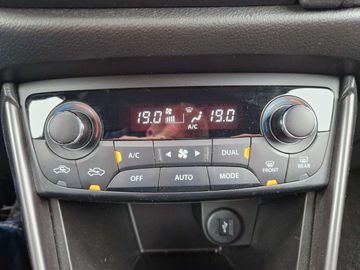 19.0 19.0
A/C
A/C DUAL
OFF AUTO MODE FRONT REAR